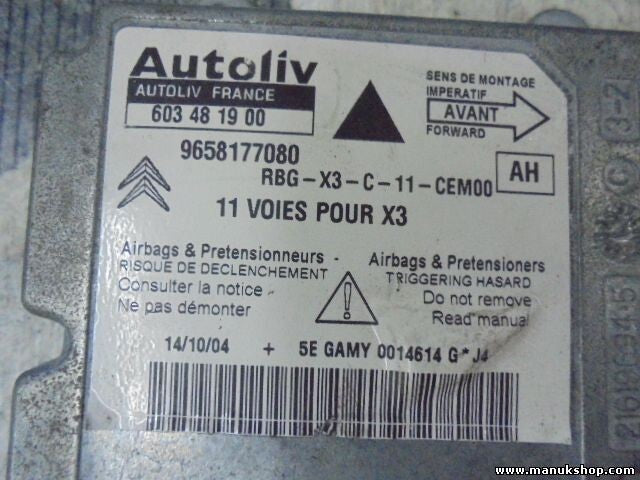 Autoliv
AUTOLIV FRANCE
603 48 19 00
SENS DE MONTAGE
IMPERATIF
AVANT
FORWARD
9658177080
RBG-X3-C-11-CEM00
AH
11 VOIES POUR X3
Airbags & Pretensionneurs -
RISQUE DE DECLENCHEMENT
Consulter la notice
Ne pas démonter
!
Airbags & Pretensioners
TRIGGERING HASARD
Do not remove
Read manual
14/10/04 + 5E GAMY 0014614 G*J4
3-2
www.manukshop.com